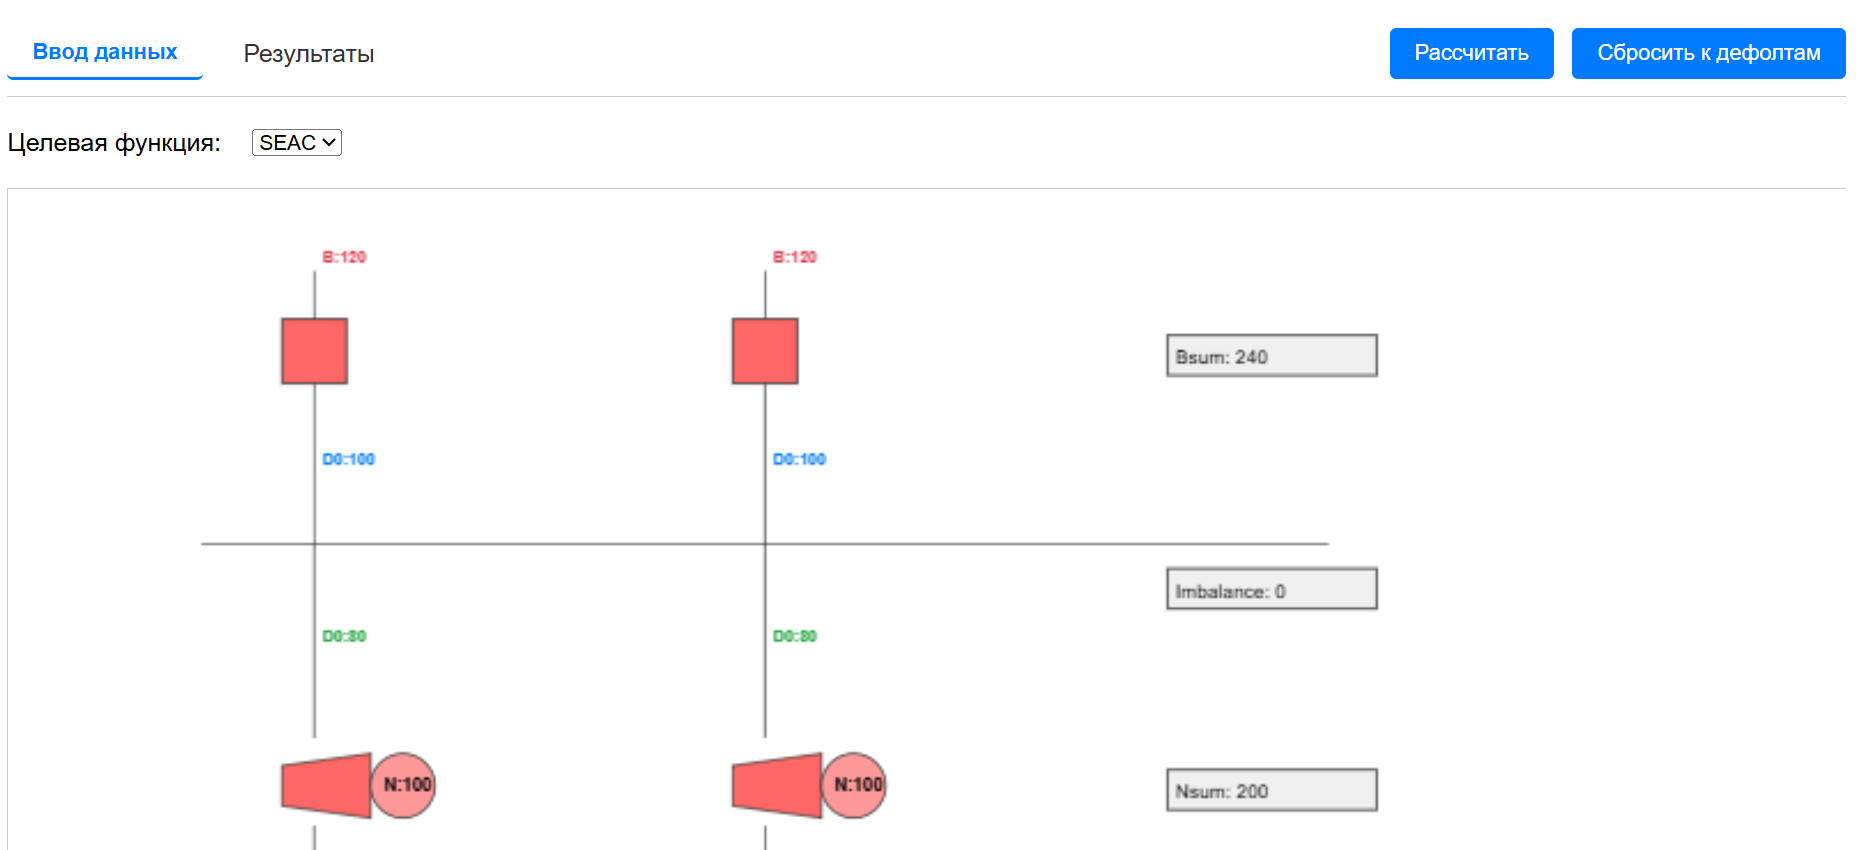 Ввод данных
Результаты
Рассчитать
Сбросить к дефолтам
Целевая функция:
SEAC
B:120
B:120
Bsum: 240
D0:100
D0:100
Imbalance: 0
D0:80
D0:80
N:100
N:100
Nsum: 200